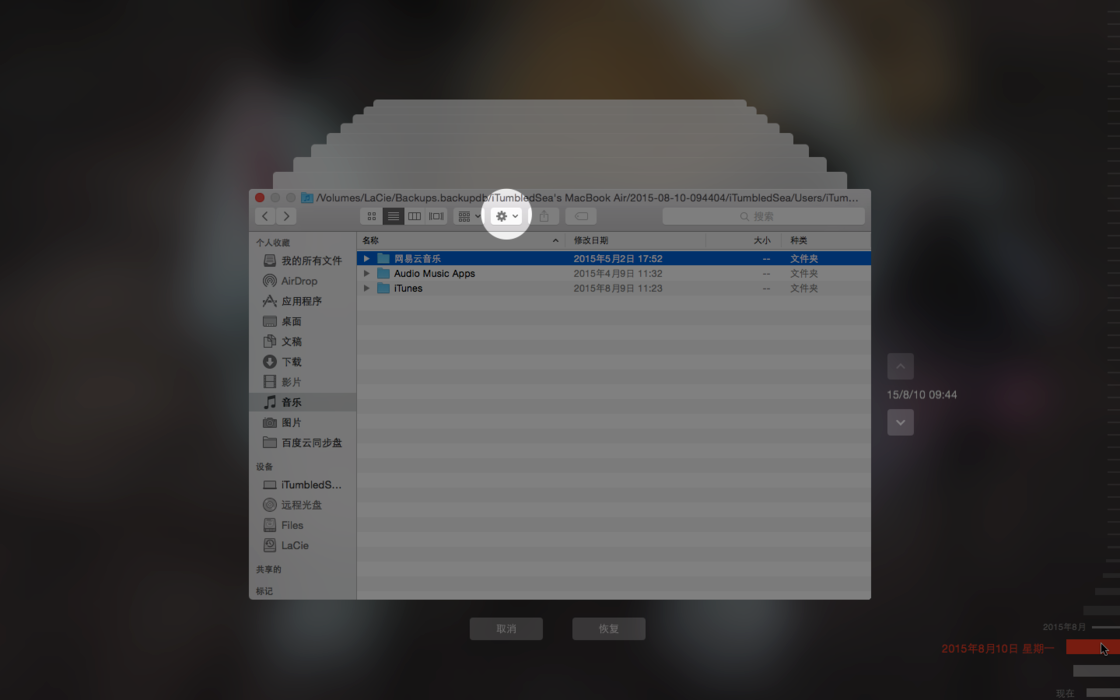 /Volumes/LaCie/Backups.backupdb/iTumbledSea's MacBook Air/2015-08-10-094404/iTumbledSea/Users/iTum…
搜索
个人收藏
我的所有文件
AirDrop
应用程序
桌面
文稿
下载
影片
音乐
图片
百度云同步盘
设备
iTumbledS…
远程光盘
Files
LaCie
共享的
标记
名称 修改日期 大小 种类
网易云音乐 2015年5月2日 17:52 -- 文件夹
Audio Music Apps 2015年4月9日 11:32 -- 文件夹
iTunes 2015年8月9日 11:23 -- 文件夹
15/8/10 09:44
取消 恢复
2015年8月
2015年8月10日 星期一
现在